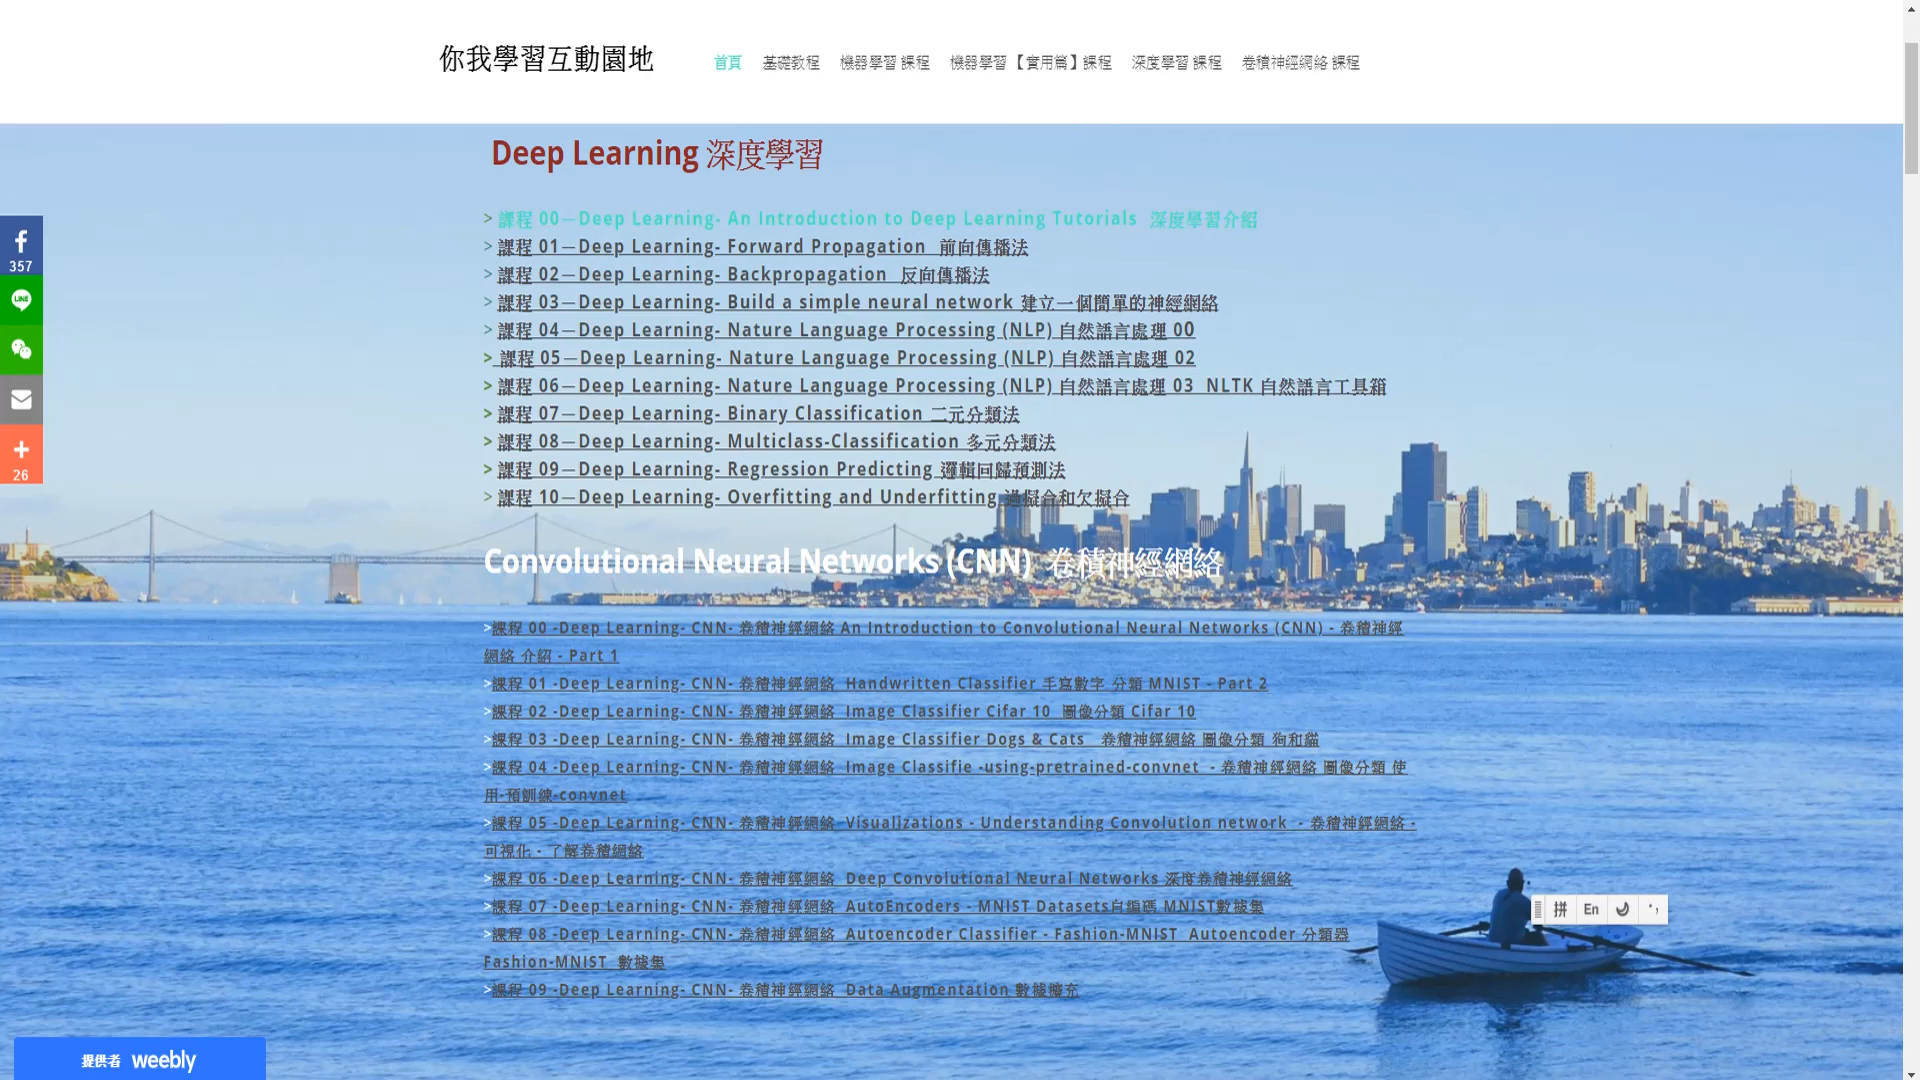 你我學習互動園地
首頁 基礎教程 機器學習 課程 機器學習 【實用篇】課程 深度學習 課程 卷積神經網絡 課程
Deep Learning 深度學習
> 課程 00－Deep Learning- An Introduction to Deep Learning Tutorials 深度學習介紹
> 課程 01－Deep Learning- Forward Propagation 前向傳播法
> 課程 02－Deep Learning- Backpropagation 反向傳播法
> 課程 03－Deep Learning- Build a simple neural network 建立一個簡單的神經網絡
> 課程 04－Deep Learning- Nature Language Processing (NLP) 自然語言處理 00
> 課程 05－Deep Learning- Nature Language Processing (NLP) 自然語言處理 02
> 課程 06－Deep Learning- Nature Language Processing (NLP) 自然語言處理 03 NLTK 自然語言工具箱
> 課程 07－Deep Learning- Binary Classification 二元分類法
> 課程 08－Deep Learning- Multiclass-Classification 多元分類法
> 課程 09－Deep Learning- Regression Predicting 邏輯回歸預測法
> 課程 10－Deep Learning- Overfitting and Underfitting 過擬合和欠擬合
Convolutional Neural Networks (CNN) 卷積神經網絡
>課程 00 -Deep Learning- CNN- 卷積神經網絡 An Introduction to Convolutional Neural Networks (CNN) - 卷積神經
網絡 介紹 - Part 1
>課程 01 -Deep Learning- CNN- 卷積神經網絡 Handwritten Classifier 手寫數字 分類 MNIST - Part 2
>課程 02 -Deep Learning- CNN- 卷積神經網絡 Image Classifier Cifar 10 圖像分類 Cifar 10
>課程 03 -Deep Learning- CNN- 卷積神經網絡 Image Classifier Dogs & Cats 卷積神經網絡 圖像分類 狗和貓
>課程 04 -Deep Learning- CNN- 卷積神經網絡 Image Classifie -using-pretrained-convnet - 卷積神經網絡 圖像分類 使
用-預訓練-convnet
>課程 05 -Deep Learning- CNN- 卷積神經網絡 Visualizations - Understanding Convolution network - 卷積神經網絡 -
可視化 - 了解卷積網絡
>課程 06 -Deep Learning- CNN- 卷積神經網絡 Deep Convolutional Neural Networks 深度卷積神經網絡
>課程 07 -Deep Learning- CNN- 卷積神經網絡 AutoEncoders - MNIST Datasets自編碼 MNIST數據集
>課程 08 -Deep Learning- CNN- 卷積神經網絡 Autoencoder Classifier - Fashion-MNIST Autoencoder 分類器
Fashion-MNIST 數據集
>課程 09 -Deep Learning- CNN- 卷積神經網絡 Data Augmentation 數據擴充
357
LINE
26
拼 En
提供者 weebly